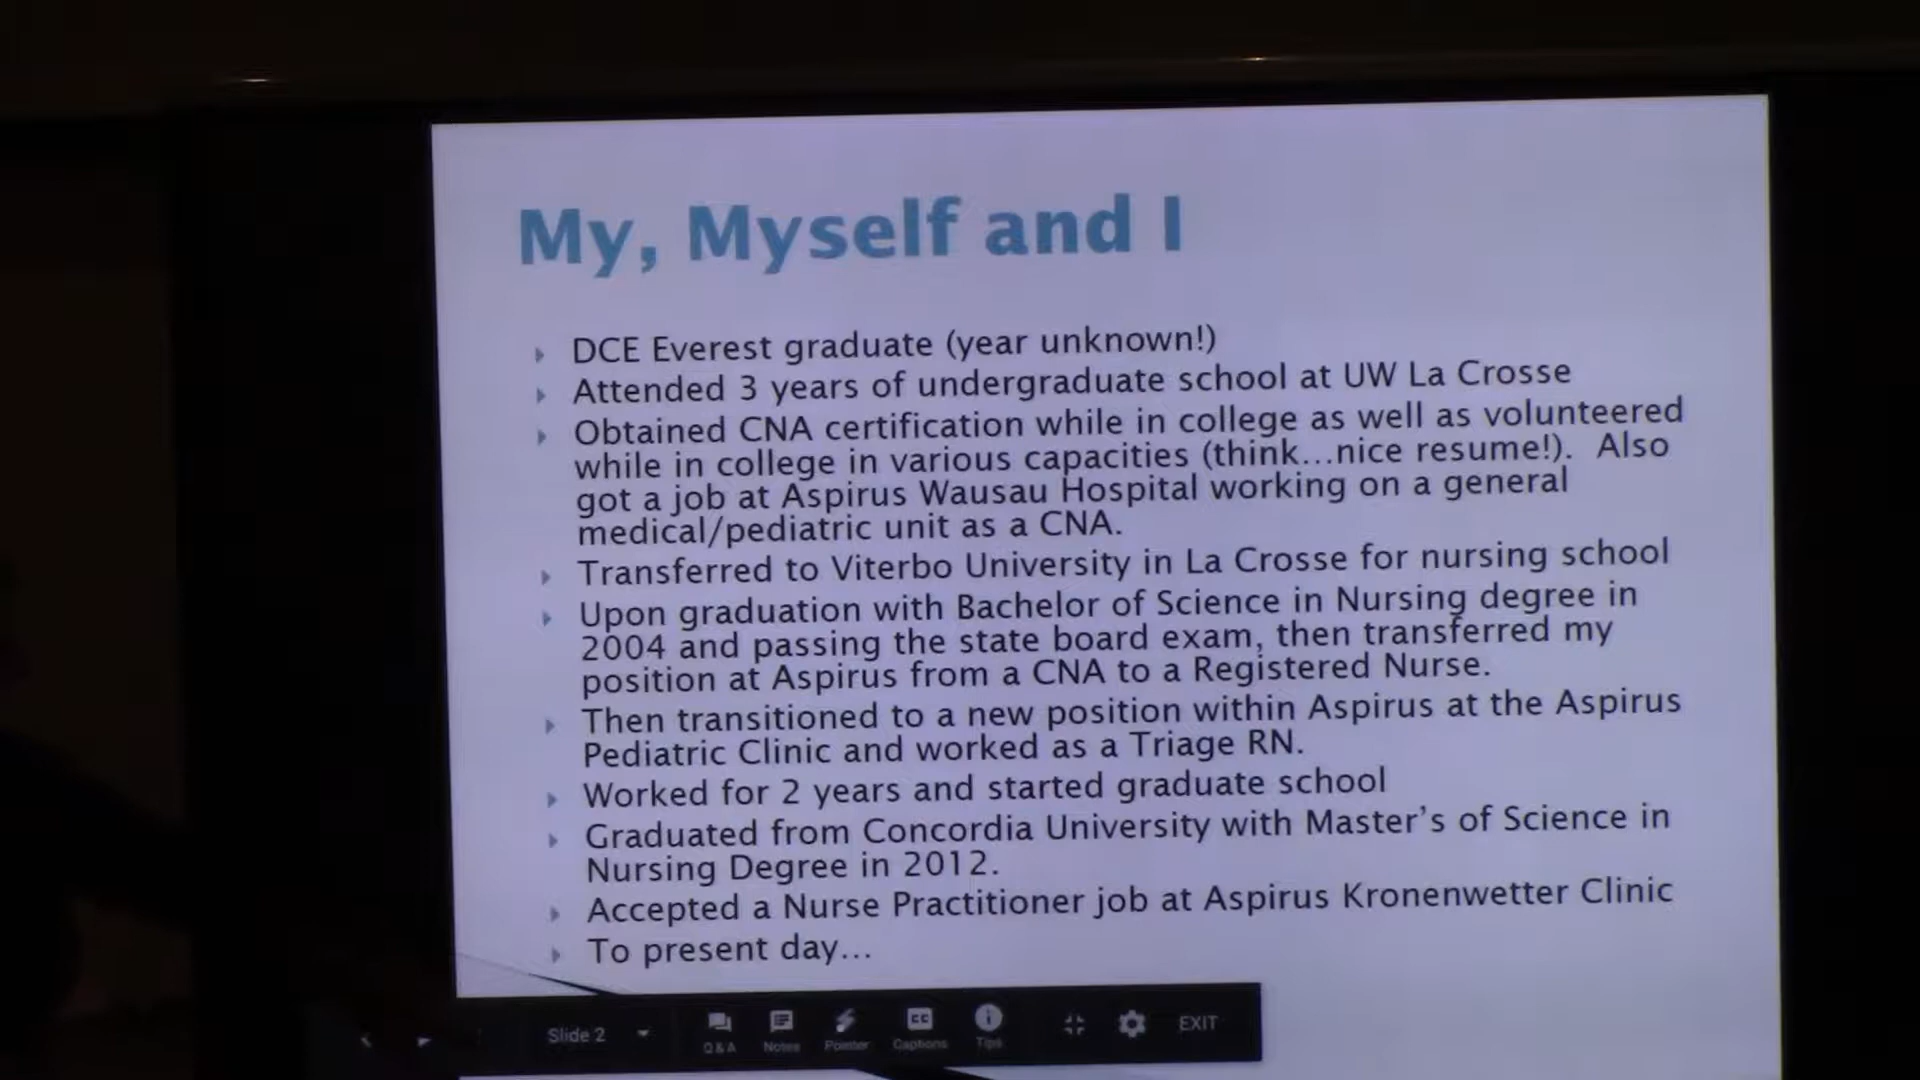 My, Myself and I
DCE Everest graduate (year unknown!)
Attended 3 years of undergraduate school at UW La Crosse
Obtained CNA certification while in college as well as volunteered
while in college in various capacities (think...nice resume!).  Also
got a job at Aspirus Wausau Hospital working on a general
medical/pediatric unit as a CNA.
Transferred to Viterbo University in La Crosse for nursing school
Upon graduation with Bachelor of Science in Nursing degree in
2004 and passing the state board exam, then transferred my
position at Aspirus from a CNA to a Registered Nurse.
Then transitioned to a new position within Aspirus at the Aspirus
Pediatric Clinic and worked as a Triage RN.
Worked for 2 years and started graduate school
Graduated from Concordia University with Master's of Science in
Nursing Degree in 2012.
Accepted a Nurse Practitioner job at Aspirus Kronenwetter Clinic
To present day...
Slide 2
Q & A
Notes
Pointer
CC
Captions
Tips
EXIT